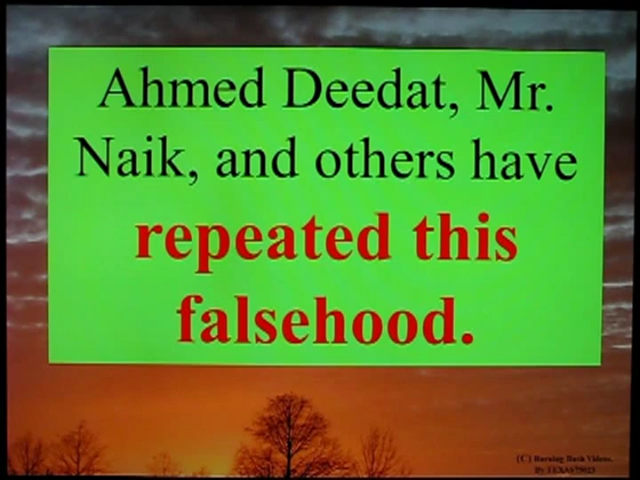 Ahmed Deedat, Mr.
Naik, and others have
repeated this
falsehood.
(C) Burning Bush Videos.